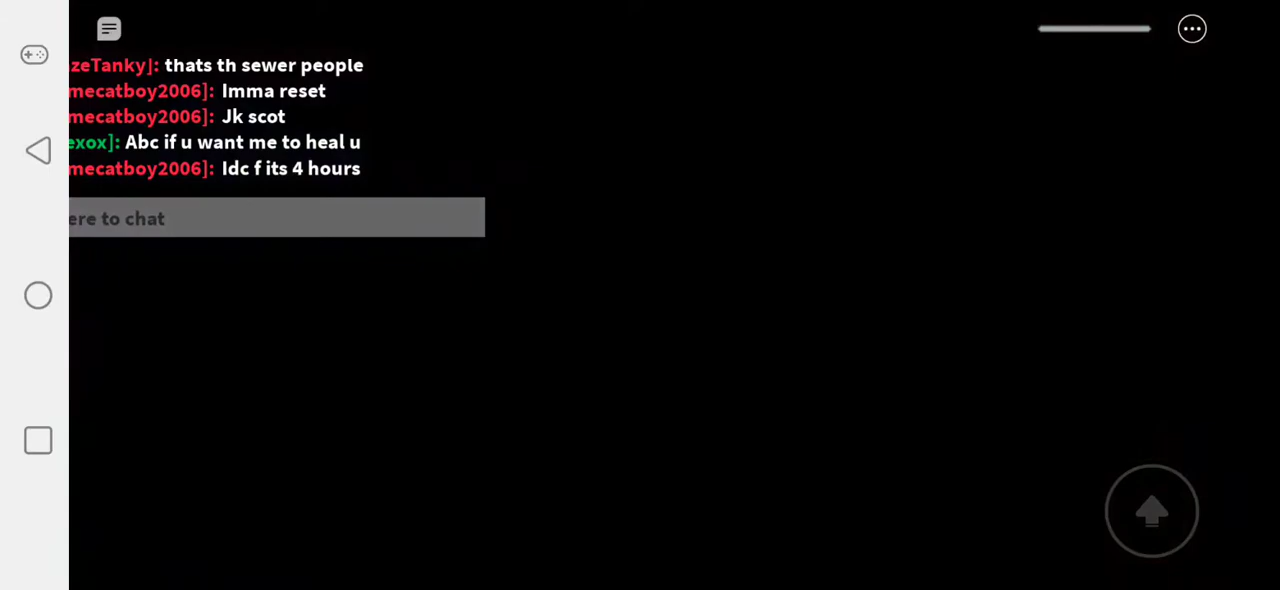 zeTanky]: thats th sewer people
mecatboy2006]: Imma reset
mecatboy2006]: Jk scot
exox]: Abc if u want me to heal u
mecatboy2006]: Idc f its 4 hours
ere to chat